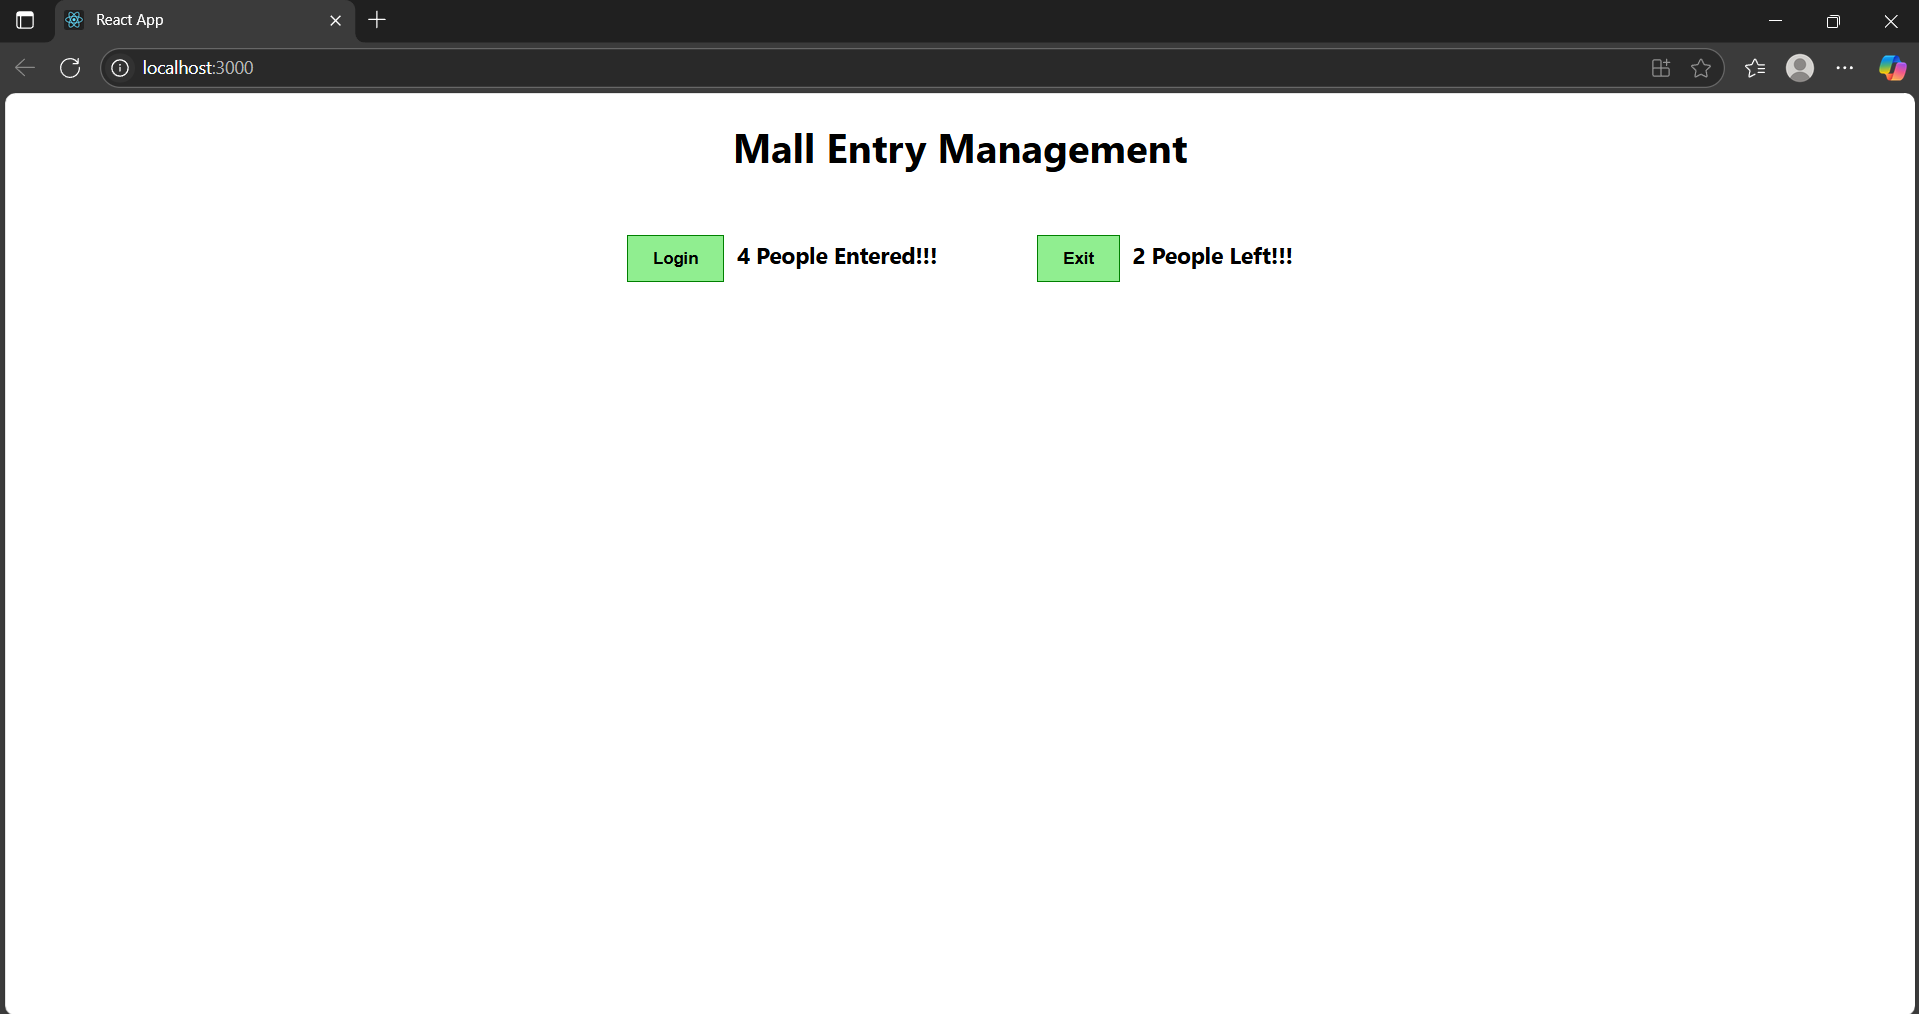 React App
localhost:3000
Mall Entry Management
Login 4 People Entered!!! Exit 2 People Left!!!